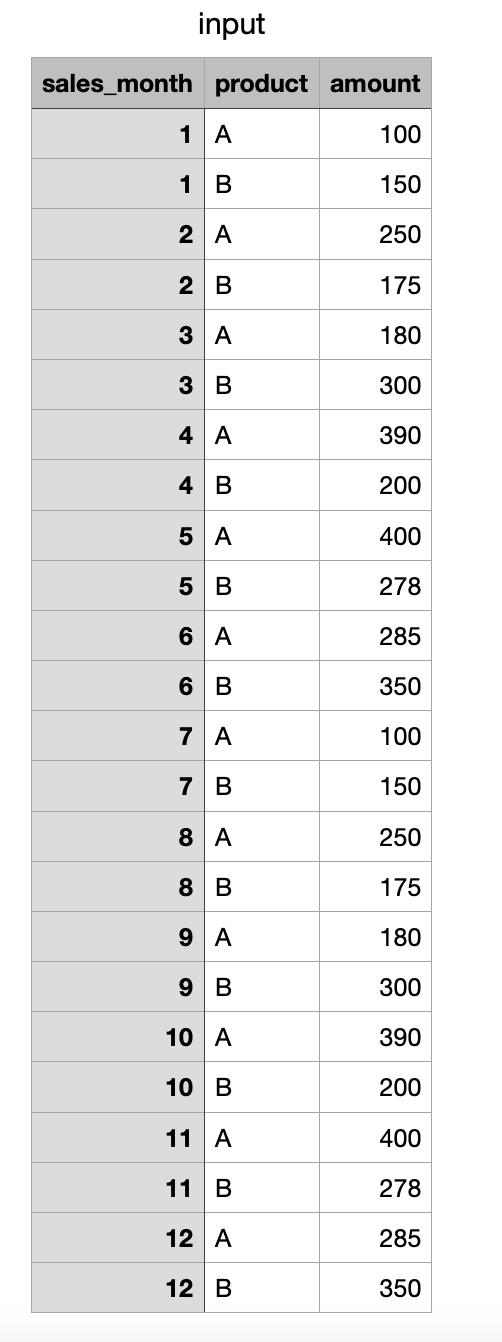 input
sales_month product amount
1 A 100
1 B 150
2 A 250
2 B 175
3 A 180
3 B 300
4 A 390
4 B 200
5 A 400
5 B 278
6 A 285
6 B 350
7 A 100
7 B 150
8 A 250
8 B 175
9 A 180
9 B 300
10 A 390
10 B 200
11 A 400
11 B 278
12 A 285
12 B 350